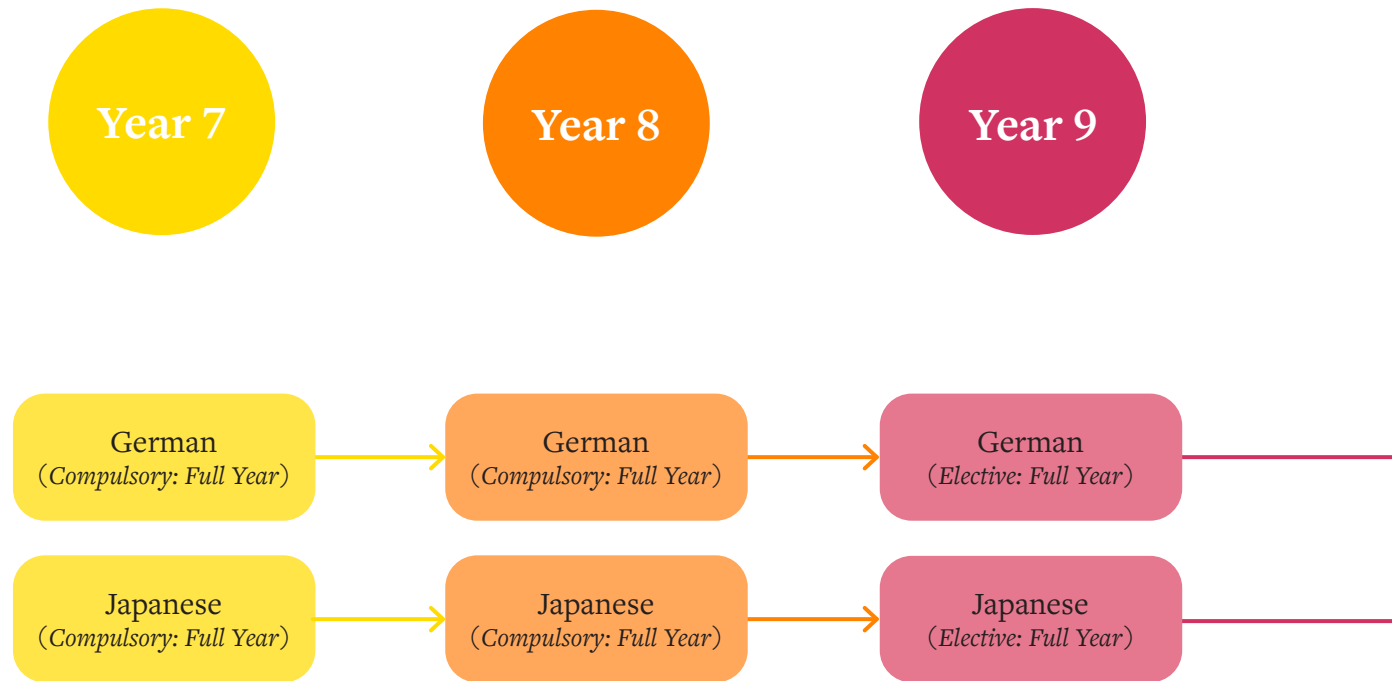 Year 7
Year 8
Year 9
German
（Compulsory: Full Year）
German
（Compulsory: Full Year）
German
（Elective: Full Year）
Japanese
（Compulsory: Full Year）
Japanese
（Compulsory: Full Year）
Japanese
（Elective: Full Year）